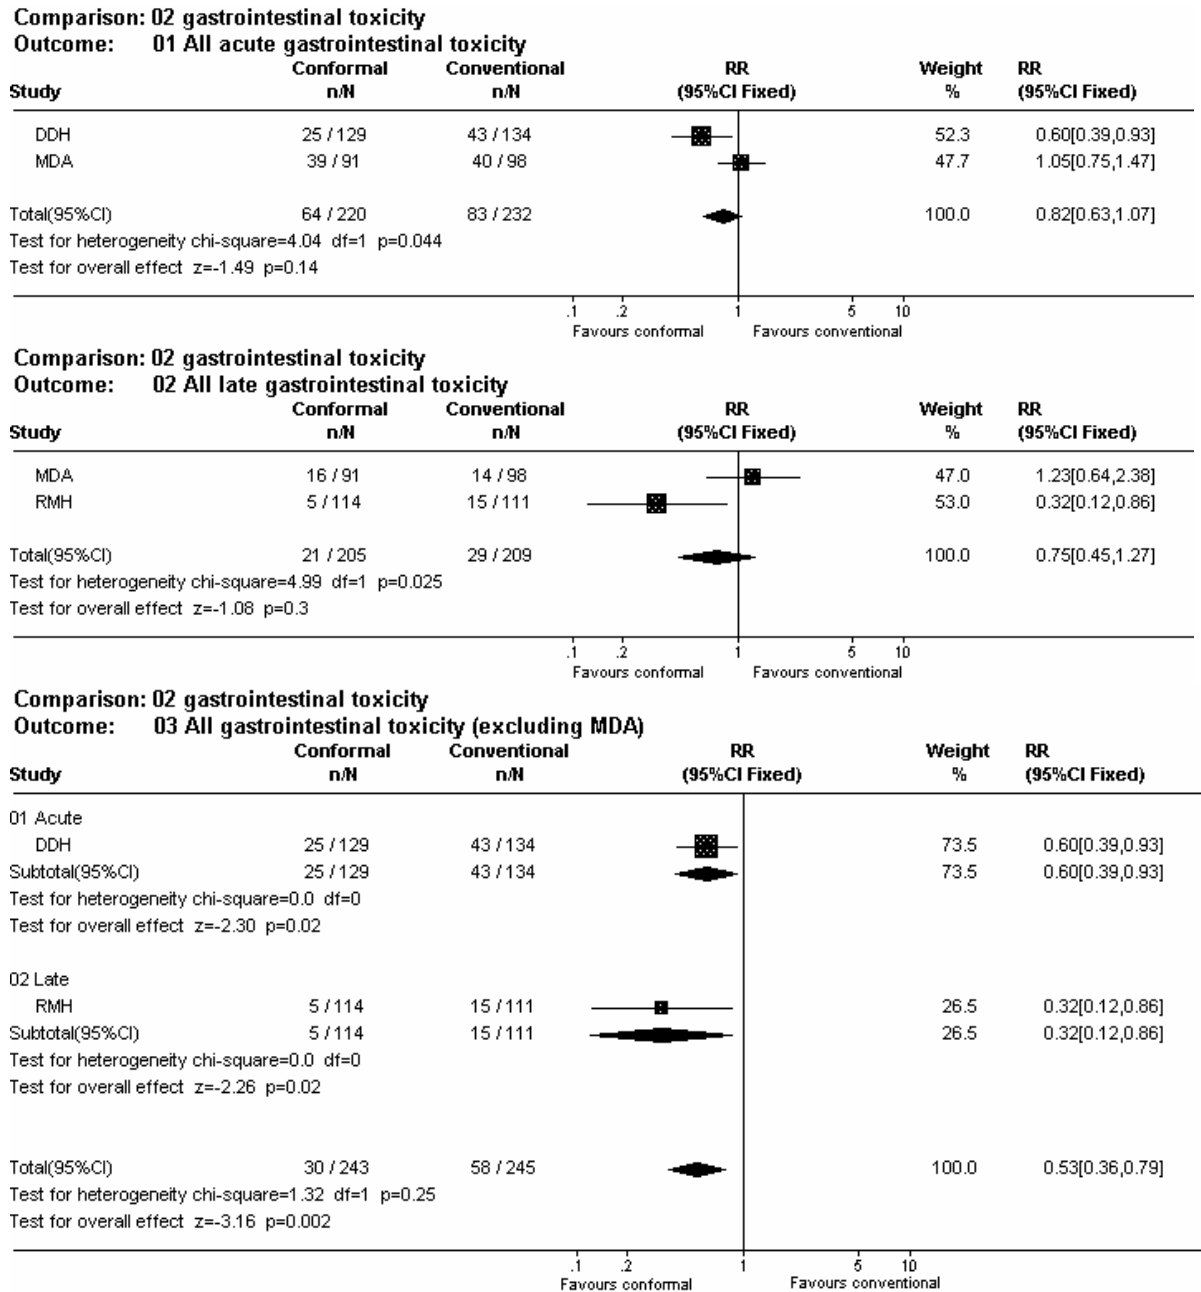 Comparison: 02 gastrointestinal toxicity
Outcome: 01 All acute gastrointestinal toxicity
Conformal Conventional RR Weight RR
Study n/N n/N (95%CI Fixed) % (95%CI Fixed)
DDH 25 / 129 43 / 134 52.3 0.60[0.39,0.93]
MDA 39 / 91 40 / 98 47.7 1.05[0.75,1.47]
Total(95%CI) 64 / 220 83 / 232 100.0 0.82[0.63,1.07]
Test for heterogeneity chi-square=4.04 df=1 p=0.044
Test for overall effect z=-1.49 p=0.14
.1 .2 1 5 10
Favours conformal Favours conventional
Comparison: 02 gastrointestinal toxicity
Outcome: 02 All late gastrointestinal toxicity
Conformal Conventional RR Weight RR
Study n/N n/N (95%CI Fixed) % (95%CI Fixed)
MDA 16 / 91 14 / 98 47.0 1.23[0.64,2.38]
RMH 5 / 114 15 / 111 53.0 0.32[0.12,0.86]
Total(95%CI) 21 / 205 29 / 209 100.0 0.75[0.45,1.27]
Test for heterogeneity chi-square=4.99 df=1 p=0.025
Test for overall effect z=-1.08 p=0.3
.1 .2 1 5 10
Favours conformal Favours conventional
Comparison: 02 gastrointestinal toxicity
Outcome: 03 All gastrointestinal toxicity (excluding MDA)
Conformal Conventional RR Weight RR
Study n/N n/N (95%CI Fixed) % (95%CI Fixed)
01 Acute
DDH 25 / 129 43 / 134 73.5 0.60[0.39,0.93]
Subtotal(95%CI) 25 / 129 43 / 134 73.5 0.60[0.39,0.93]
Test for heterogeneity chi-square=0.0 df=0
Test for overall effect z=-2.30 p=0.02
02 Late
RMH 5 / 114 15 / 111 26.5 0.32[0.12,0.86]
Subtotal(95%CI) 5 / 114 15 / 111 26.5 0.32[0.12,0.86]
Test for heterogeneity chi-square=0.0 df=0
Test for overall effect z=-2.26 p=0.02
Total(95%CI) 30 / 243 58 / 245 100.0 0.53[0.36,0.79]
Test for heterogeneity chi-square=1.32 df=1 p=0.25
Test for overall effect z=-3.16 p=0.002
.1 .2 1 5 10
Favours conformal Favours conventional